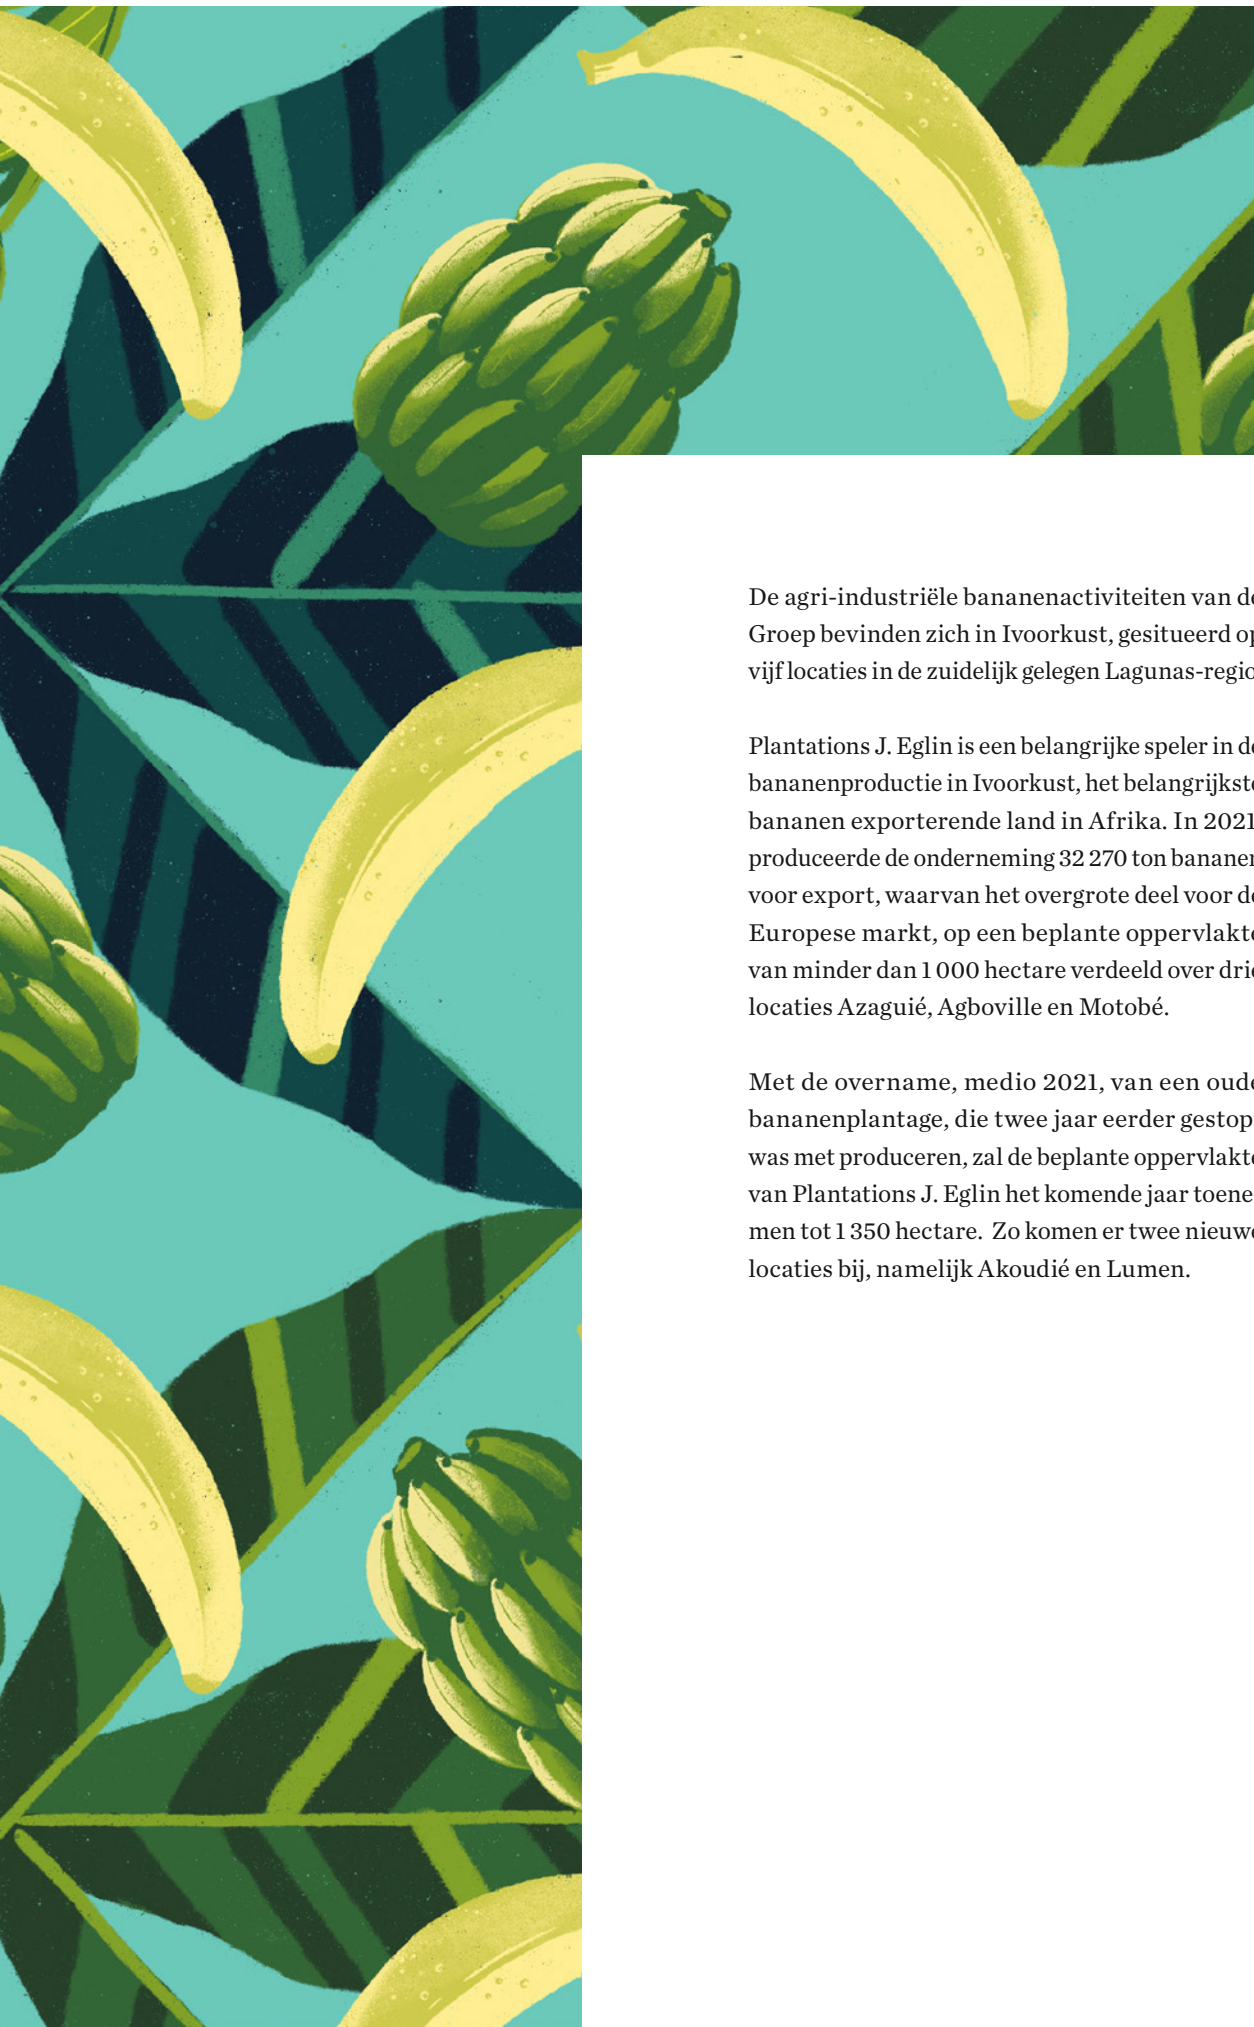 De agri-industriële bananenactiviteiten van de
Groep bevinden zich in Ivoorkust, gesitueerd op
vijf locaties in de zuidelijk gelegen Lagunas-regio
Plantations J. Eglin is een belangrijke speler in de
bananenproductie in Ivoorkust, het belangrijkste
bananen exporterende land in Afrika. In 2021
produceerde de onderneming 32 270 ton bananen
voor export, waarvan het overgrote deel voor de
Europese markt, op een beplante oppervlakte
van minder dan 1 000 hectare verdeeld over drie
locaties Azaguié, Agboville en Motobé.
Met de overname, medio 2021, van een oude
bananenplantage, die twee jaar eerder gestop
was met produceren, zal de beplante oppervlakte
van Plantations J. Eglin het komende jaar toene
men tot 1 350 hectare. Zo komen er twee nieuwe
locaties bij, namelijk Akoudié en Lumen.